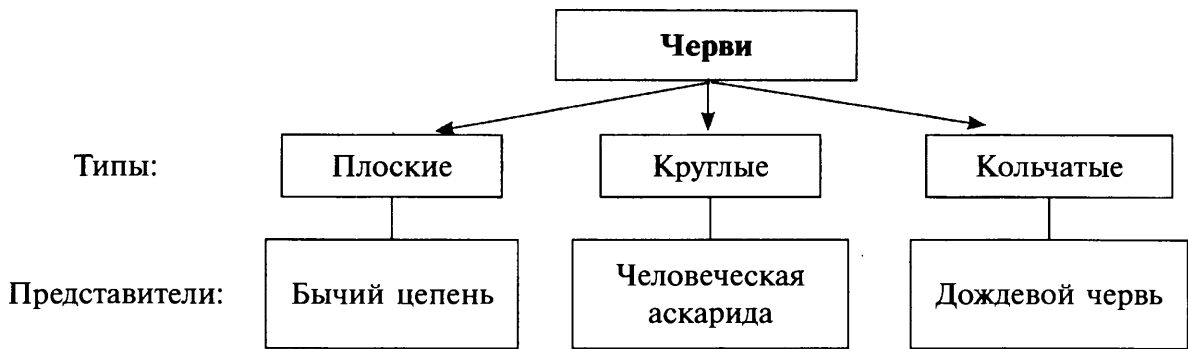 Черви
Типы: Плоские Круглые Кольчатые
Представители: Бычий цепень Человеческая аскарида Дождевой червь